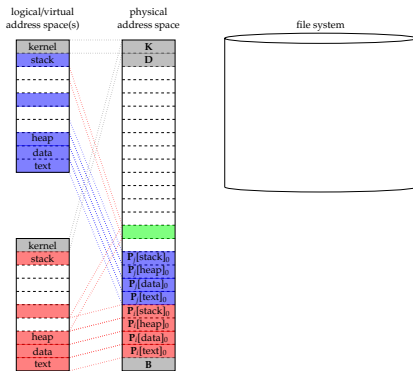 logical/virtual
address space(s)
physical
address space
file system
kernel
stack
heap
data
text
kernel
stack
heap
data
text
K
D
Pⱼ[stack]₀
Pⱼ[heap]₀
Pⱼ[data]₀
Pⱼ[text]₀
Pᵢ[stack]₀
Pᵢ[heap]₀
Pᵢ[data]₀
Pᵢ[text]₀
B